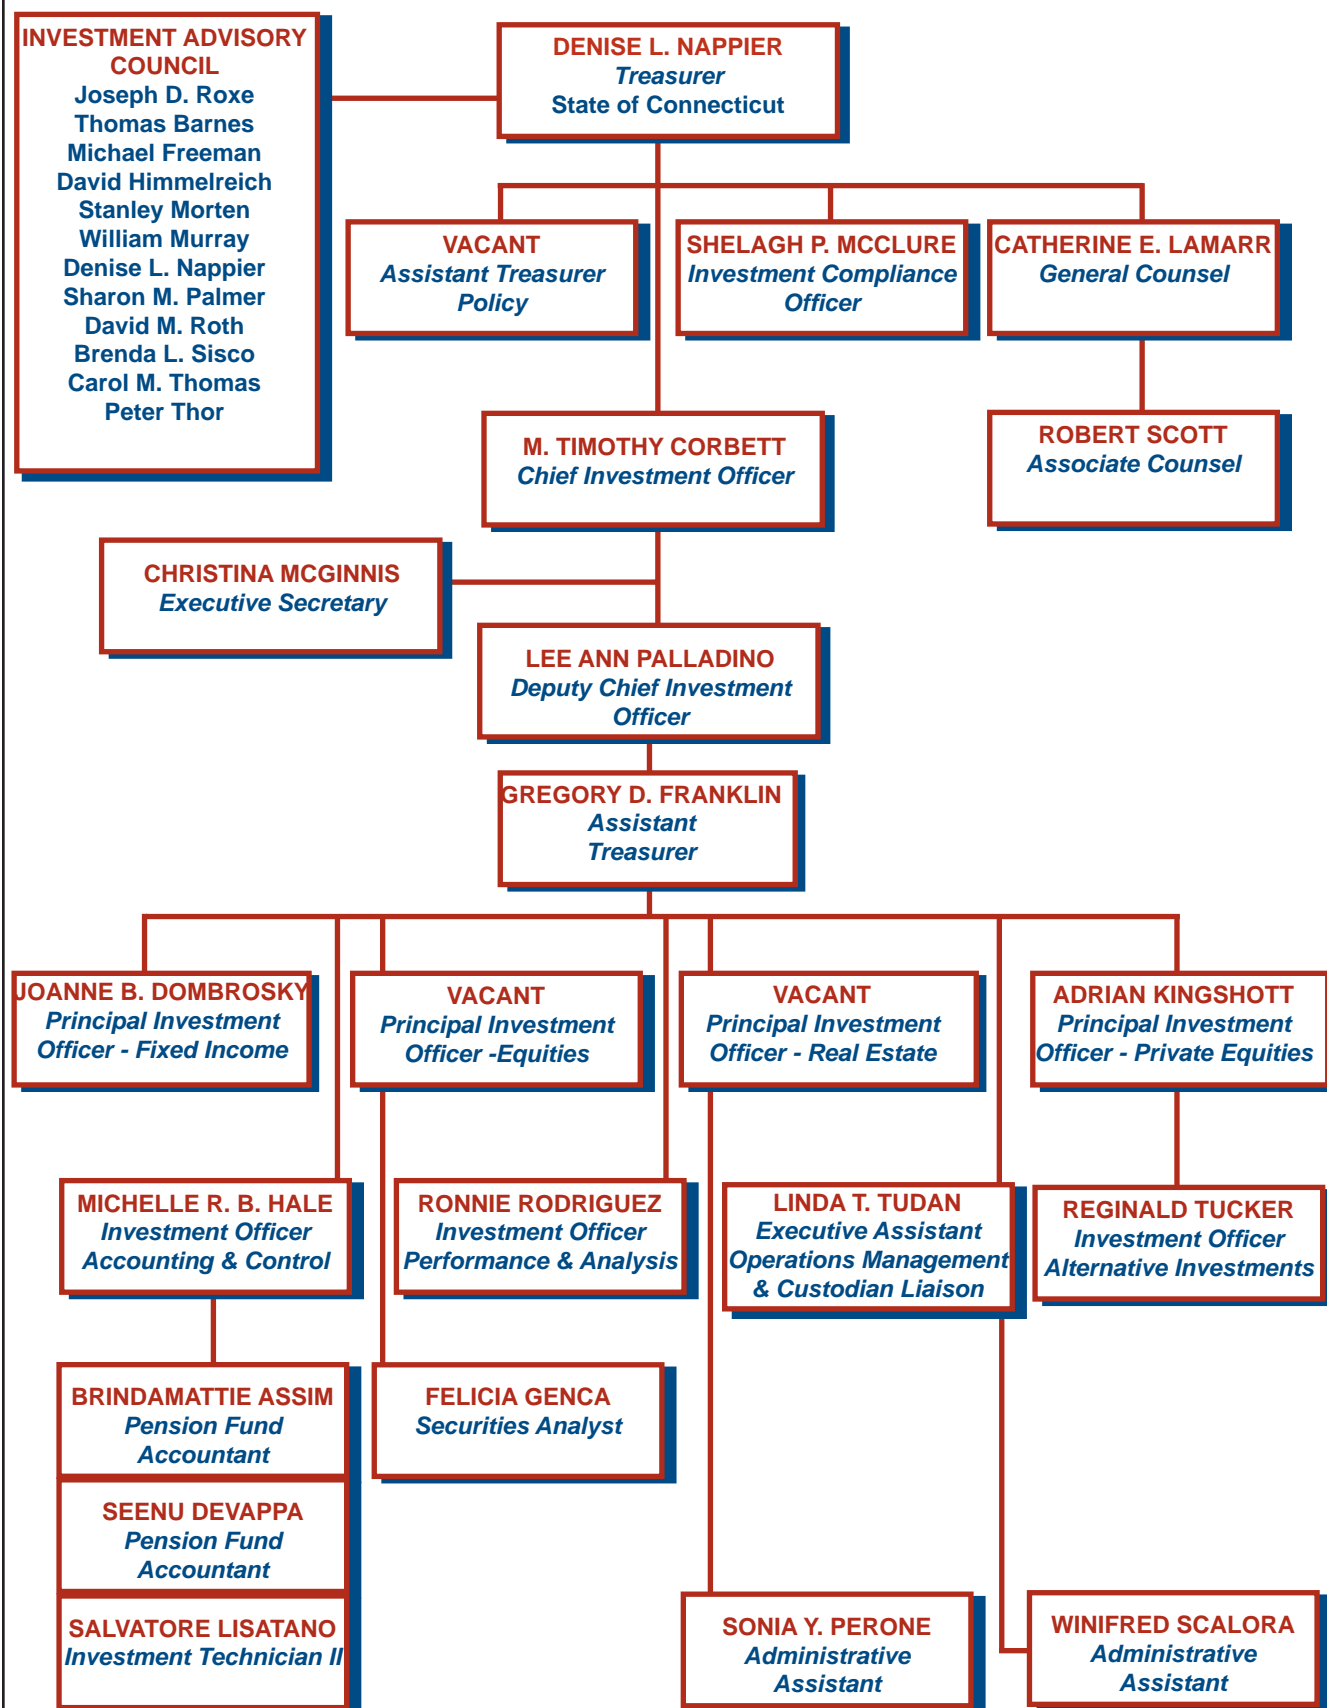 INVESTMENT ADVISORY
COUNCIL
Joseph D. Roxe
Thomas Barnes
Michael Freeman
David Himmelreich
Stanley Morten
William Murray
Denise L. Nappier
Sharon M. Palmer
David M. Roth
Brenda L. Sisco
Carol M. Thomas
Peter Thor
DENISE L. NAPPIER
Treasurer
State of Connecticut
VACANT
Assistant Treasurer
Policy
SHELAGH P. MCCLURE
Investment Compliance
Officer
CATHERINE E. LAMARR
General Counsel
M. TIMOTHY CORBETT
Chief Investment Officer
ROBERT SCOTT
Associate Counsel
CHRISTINA MCGINNIS
Executive Secretary
LEE ANN PALLADINO
Deputy Chief Investment
Officer
GREGORY D. FRANKLIN
Assistant
Treasurer
JOANNE B. DOMBROSKY
Principal Investment
Officer - Fixed Income
VACANT
Principal Investment
Officer -Equities
VACANT
Principal Investment
Officer - Real Estate
ADRIAN KINGSHOTT
Principal Investment
Officer - Private Equities
MICHELLE R. B. HALE
Investment Officer
Accounting & Control
RONNIE RODRIGUEZ
Investment Officer
Performance & Analysis
LINDA T. TUDAN
Executive Assistant
Operations Management
& Custodian Liaison
REGINALD TUCKER
Investment Officer
Alternative Investments
BRINDAMATTIE ASSIM
Pension Fund
Accountant
FELICIA GENCA
Securities Analyst
SEENU DEVAPPA
Pension Fund
Accountant
SALVATORE LISATANO
Investment Technician II
SONIA Y. PERONE
Administrative
Assistant
WINIFRED SCALORA
Administrative
Assistant